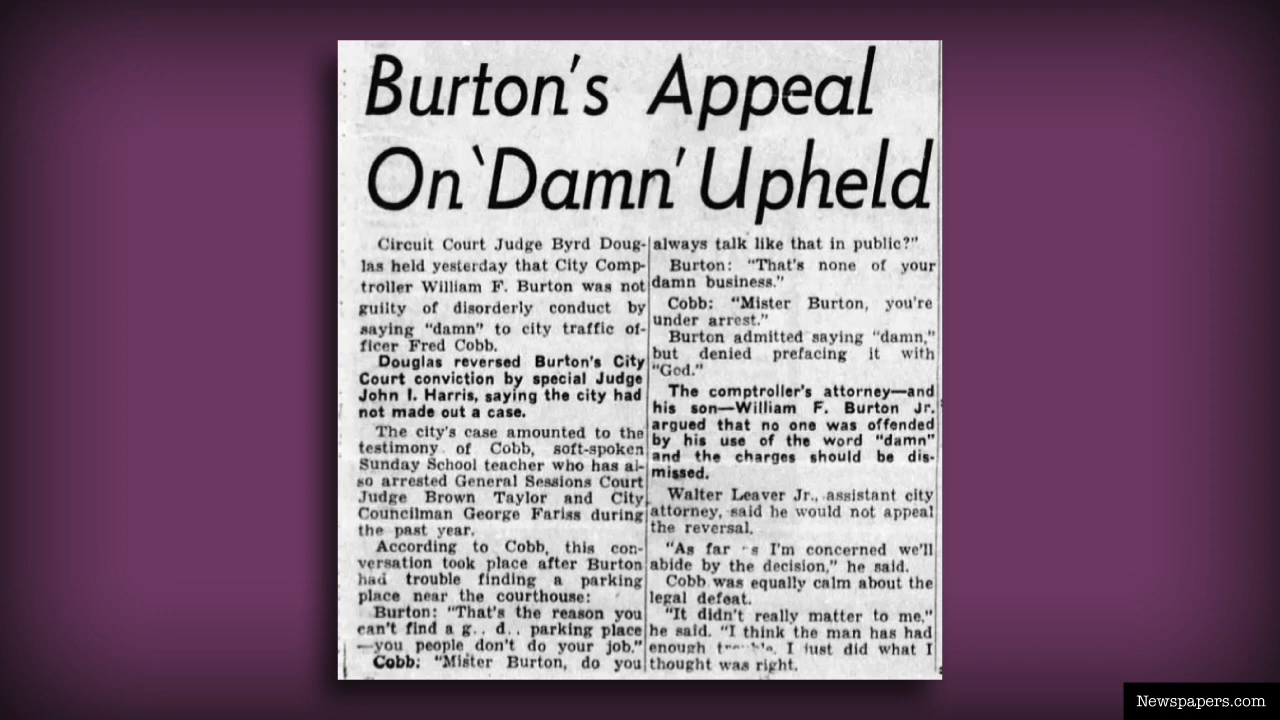 Burton's Appeal
On 'Damn' Upheld
Circuit Court Judge Byrd Doug-
las held yesterday that City Comp-
troller William F. Burton was not
guilty of disorderly conduct by
saying "damn" to city traffic of-
ficer Fred Cobb.
Douglas reversed Burton's City
Court conviction by special Judge
John I. Harris, saying the city had
not made out a case.
The city's case amounted to the
testimony of Cobb, soft-spoken
Sunday School teacher who has al-
so arrested General Sessions Court
Judge Brown Taylor and City
Councilman George Fariss during
the past year.
According to Cobb, this con-
versation took place after Burton
had trouble finding a parking
place near the courthouse:
Burton: "That's the reason you
can't find a g.. d.. parking place
—you people don't do your job."
Cobb: "Mister Burton, do you
always talk like that in public?"
Burton: "That's none of your
damn business."
Cobb: "Mister Burton, you're
under arrest."
Burton admitted saying "damn,"
but denied prefacing it with
"God."
The comptroller's attorney—and
his son—William F. Burton Jr.
argued that no one was offended
by his use of the word "damn"
and the charges should be dis-
missed.
Walter Leaver Jr., assistant city
attorney, said he would not appeal
the reversal.
"As far s I'm concerned we'll
abide by the decision," he said.
Cobb was equally calm about the
legal defeat.
"It didn't really matter to me,"
he said. "I think the man has had
enough I just did what I
thought was right.
Newspapers.com